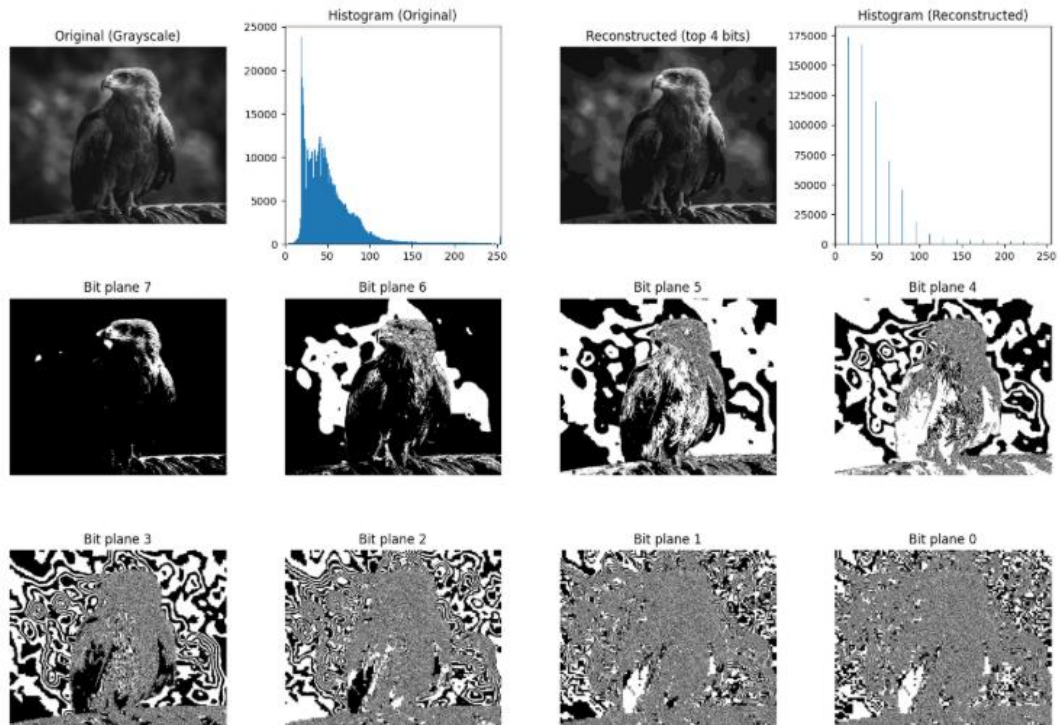 Original (Grayscale)
Histogram (Original)
25000
20000
15000
10000
5000
0
0 50 100 150 200 250
Reconstructed (top 4 bits)
Histogram (Reconstructed)
175000
150000
125000
100000
75000
50000
25000
0
0 50 100 150 200 250
Bit plane 7
Bit plane 6
Bit plane 5
Bit plane 4
Bit plane 3
Bit plane 2
Bit plane 1
Bit plane 0